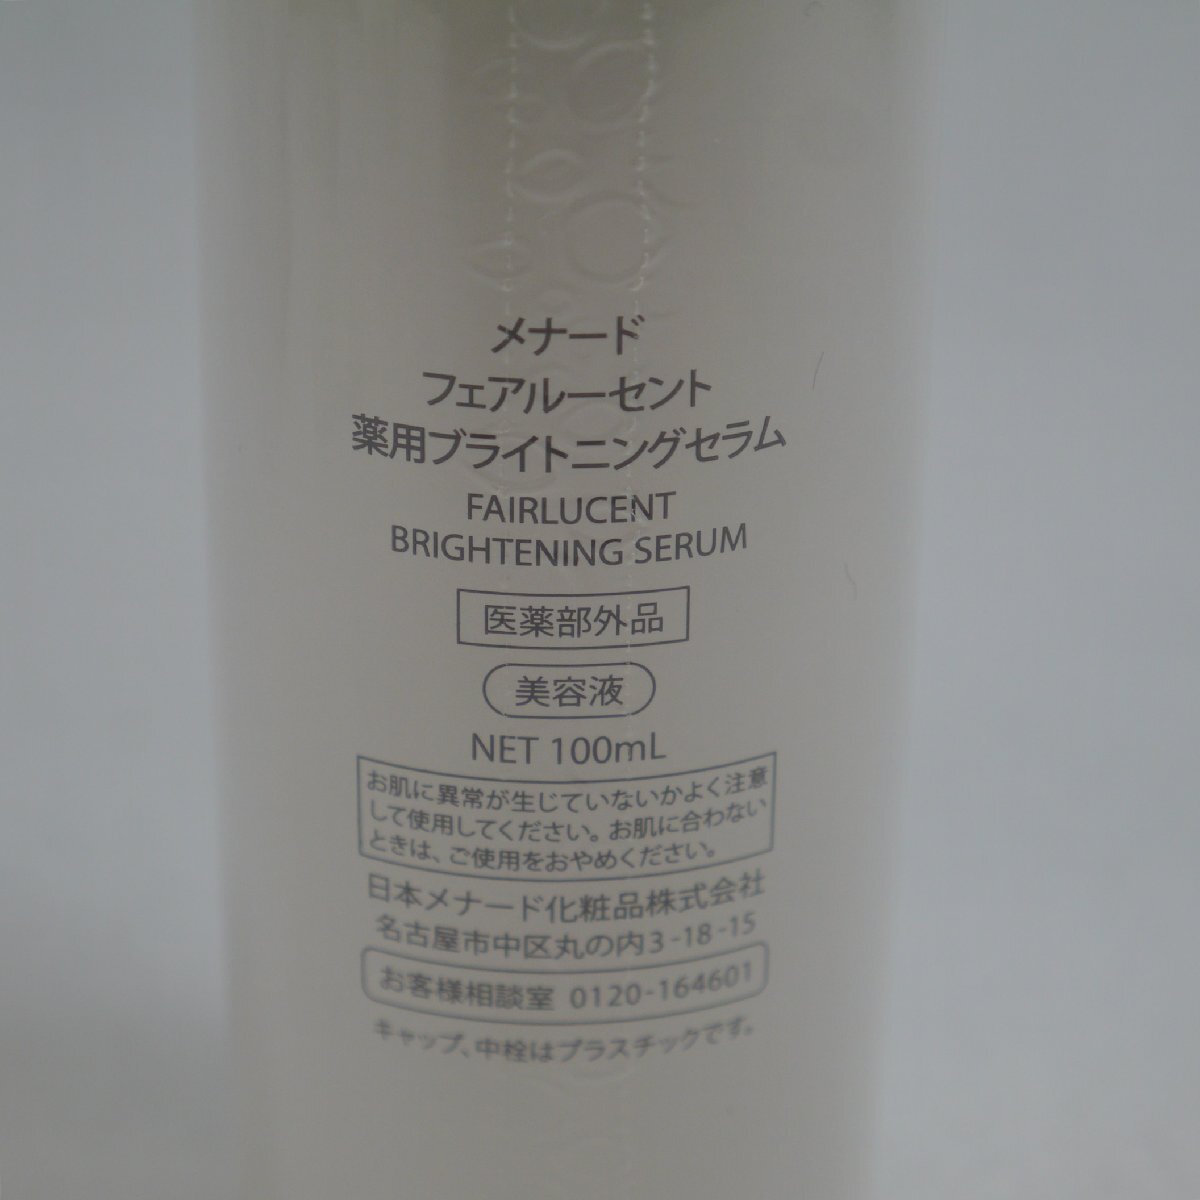 メナード
フェアルーセント
薬用ブライトニングセラム
FAIRLUCENT
BRIGHTENING SERUM
医薬部外品
美容液
NET 100mL
お肌に異常が生じていないかよく注意
して使用してください。お肌に合わない
ときは、ご使用をおやめください。
日本メナード化粧品株式会社
名古屋市中区丸の内3-18-15
お客様相談室 0120-164601
キャップ、中栓はプラスチックです。